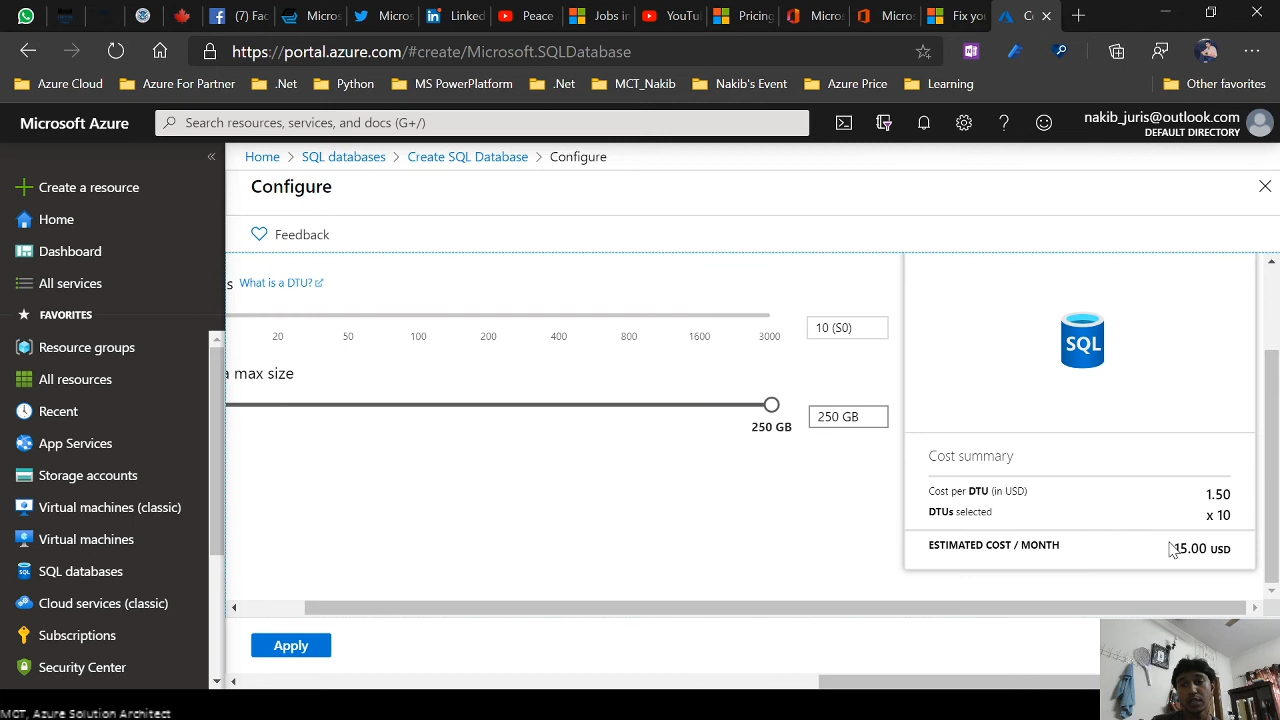 (7) Fac
Micros
Micros
Linked
Peace
Jobs in
YouTu
Pricing
Micros
Micros
Fix you
C
https://portal.azure.com/#create/Microsoft.SQLDatabase
Azure Cloud
Azure For Partner
.Net
Python
MS PowerPlatform
.Net
MCT_Nakib
Nakib's Event
Azure Price
Learning
Other favorites
Microsoft Azure
Search resources, services, and docs (G+/)
nakib_juris@outlook.com
DEFAULT DIRECTORY
Create a resource
Home
Dashboard
All services
FAVORITES
Resource groups
All resources
Recent
App Services
Storage accounts
Virtual machines (classic)
Virtual machines
SQL databases
Cloud services (classic)
Subscriptions
Security Center
Home > SQL databases > Create SQL Database > Configure
Configure
Feedback
s What is a DTU?
20 50 100 200 400 800 1600 3000
10 (S0)
a max size
250 GB
250 GB
SQL
Cost summary
Cost per DTU (in USD) 1.50
DTUs selected x 10
ESTIMATED COST / MONTH 15.00 USD
Apply
MCT, Azure Solution Architect